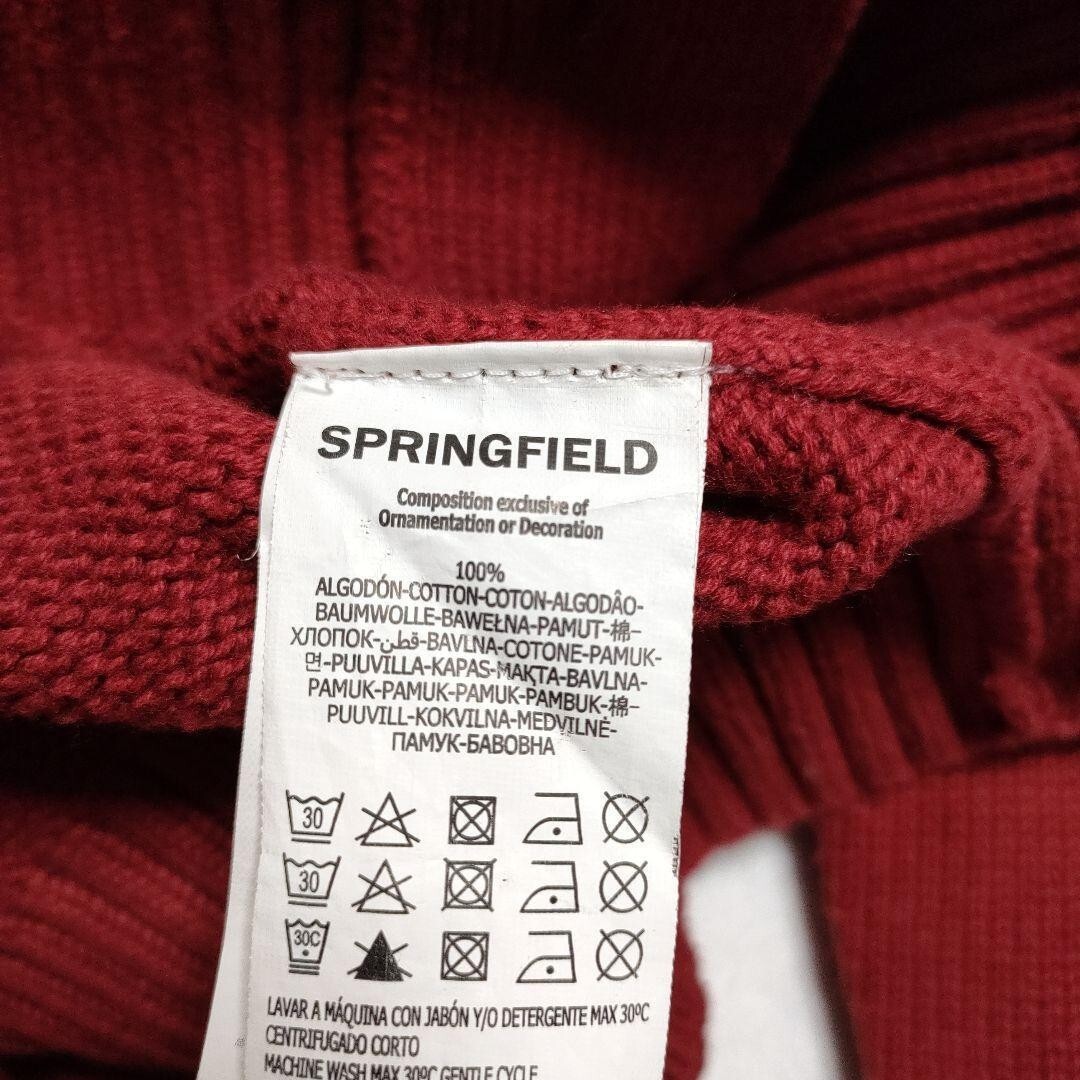 SPRINGFIELD
Composition exclusive of
Ornamentation or Decoration
100%
ALGODÓN-COTTON-COTON-ALGODÂO-
BAUMWOLLE-BAWEŁNA-PAMUT-棉-
ХЛОПОК-قطن-BAVLNA-COTONE-PAMUK-
면-PUUVILLA-KAPAS-MAҚTA-BAVLNA-
PAMUK-PAMUK-PAMUK-PAMBUK-棉-
PUUVILL-KOKVILNA-MEDVILNĖ-
ПАМУК-БАВОВНА
30
30
30C
LAVAR A MÁQUINA CON JABÓN Y/O DETERGENTE MAX 30ºC
CENTRIFUGADO CORTO
MACHINE WASH MAX 30ºC GENTLE CYCLE